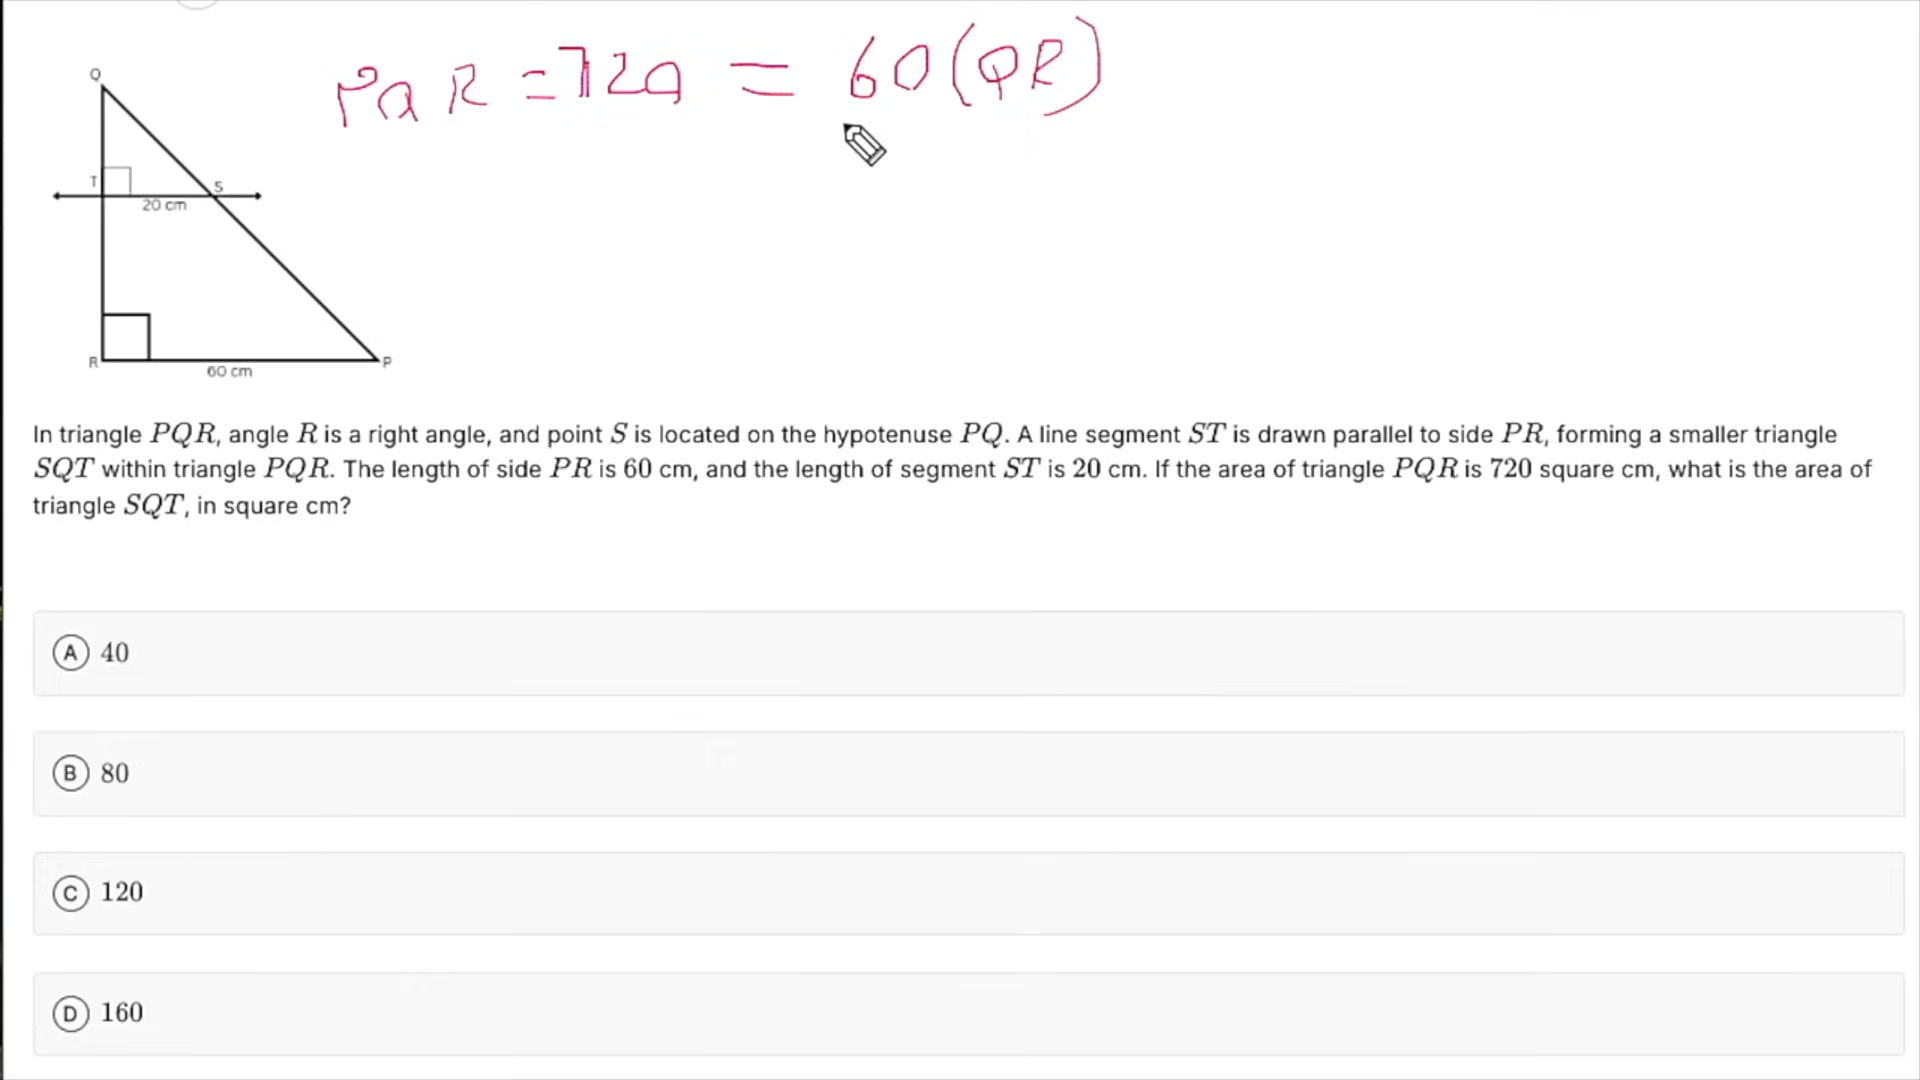 PQR = 720 = 60(QR)
Q
T
S
20 cm
R
P
60 cm
In triangle PQR, angle R is a right angle, and point S is located on the hypotenuse PQ. A line segment ST is drawn parallel to side PR, forming a smaller triangle
SQT within triangle PQR. The length of side PR is 60 cm, and the length of segment ST is 20 cm. If the area of triangle PQR is 720 square cm, what is the area of
triangle SQT, in square cm?
A 40
B 80
C 120
D 160